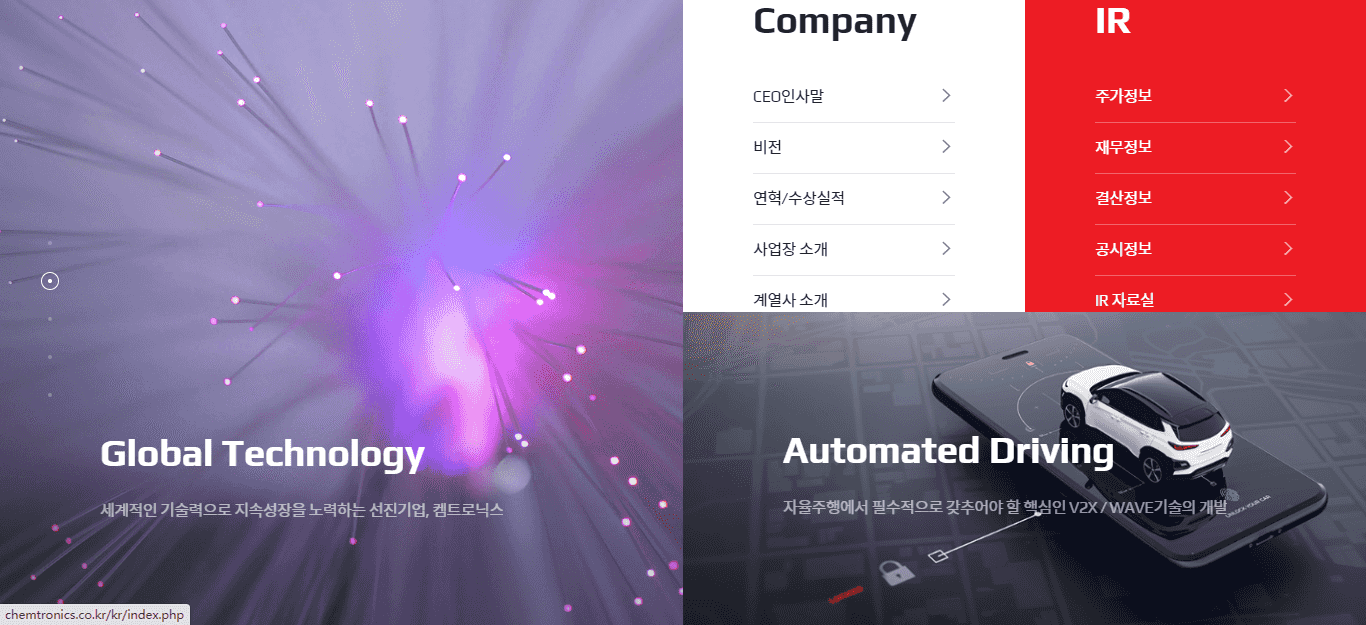 Company
CEO인사말
비전
연혁/수상실적
사업장 소개
계열사 소개
IR
주가정보
재무정보
결산정보
공시정보
IR 자료실
Global Technology
세계적인 기술력으로 지속성장을 노력하는 선진기업, 켐트로닉스
Automated Driving
자율주행에서 필수적으로 갖추어야 할 핵심인 V2X / WAVE기술의 개발
UNLOCK YOUR CAR
chemtronics.co.kr/kr/index.php